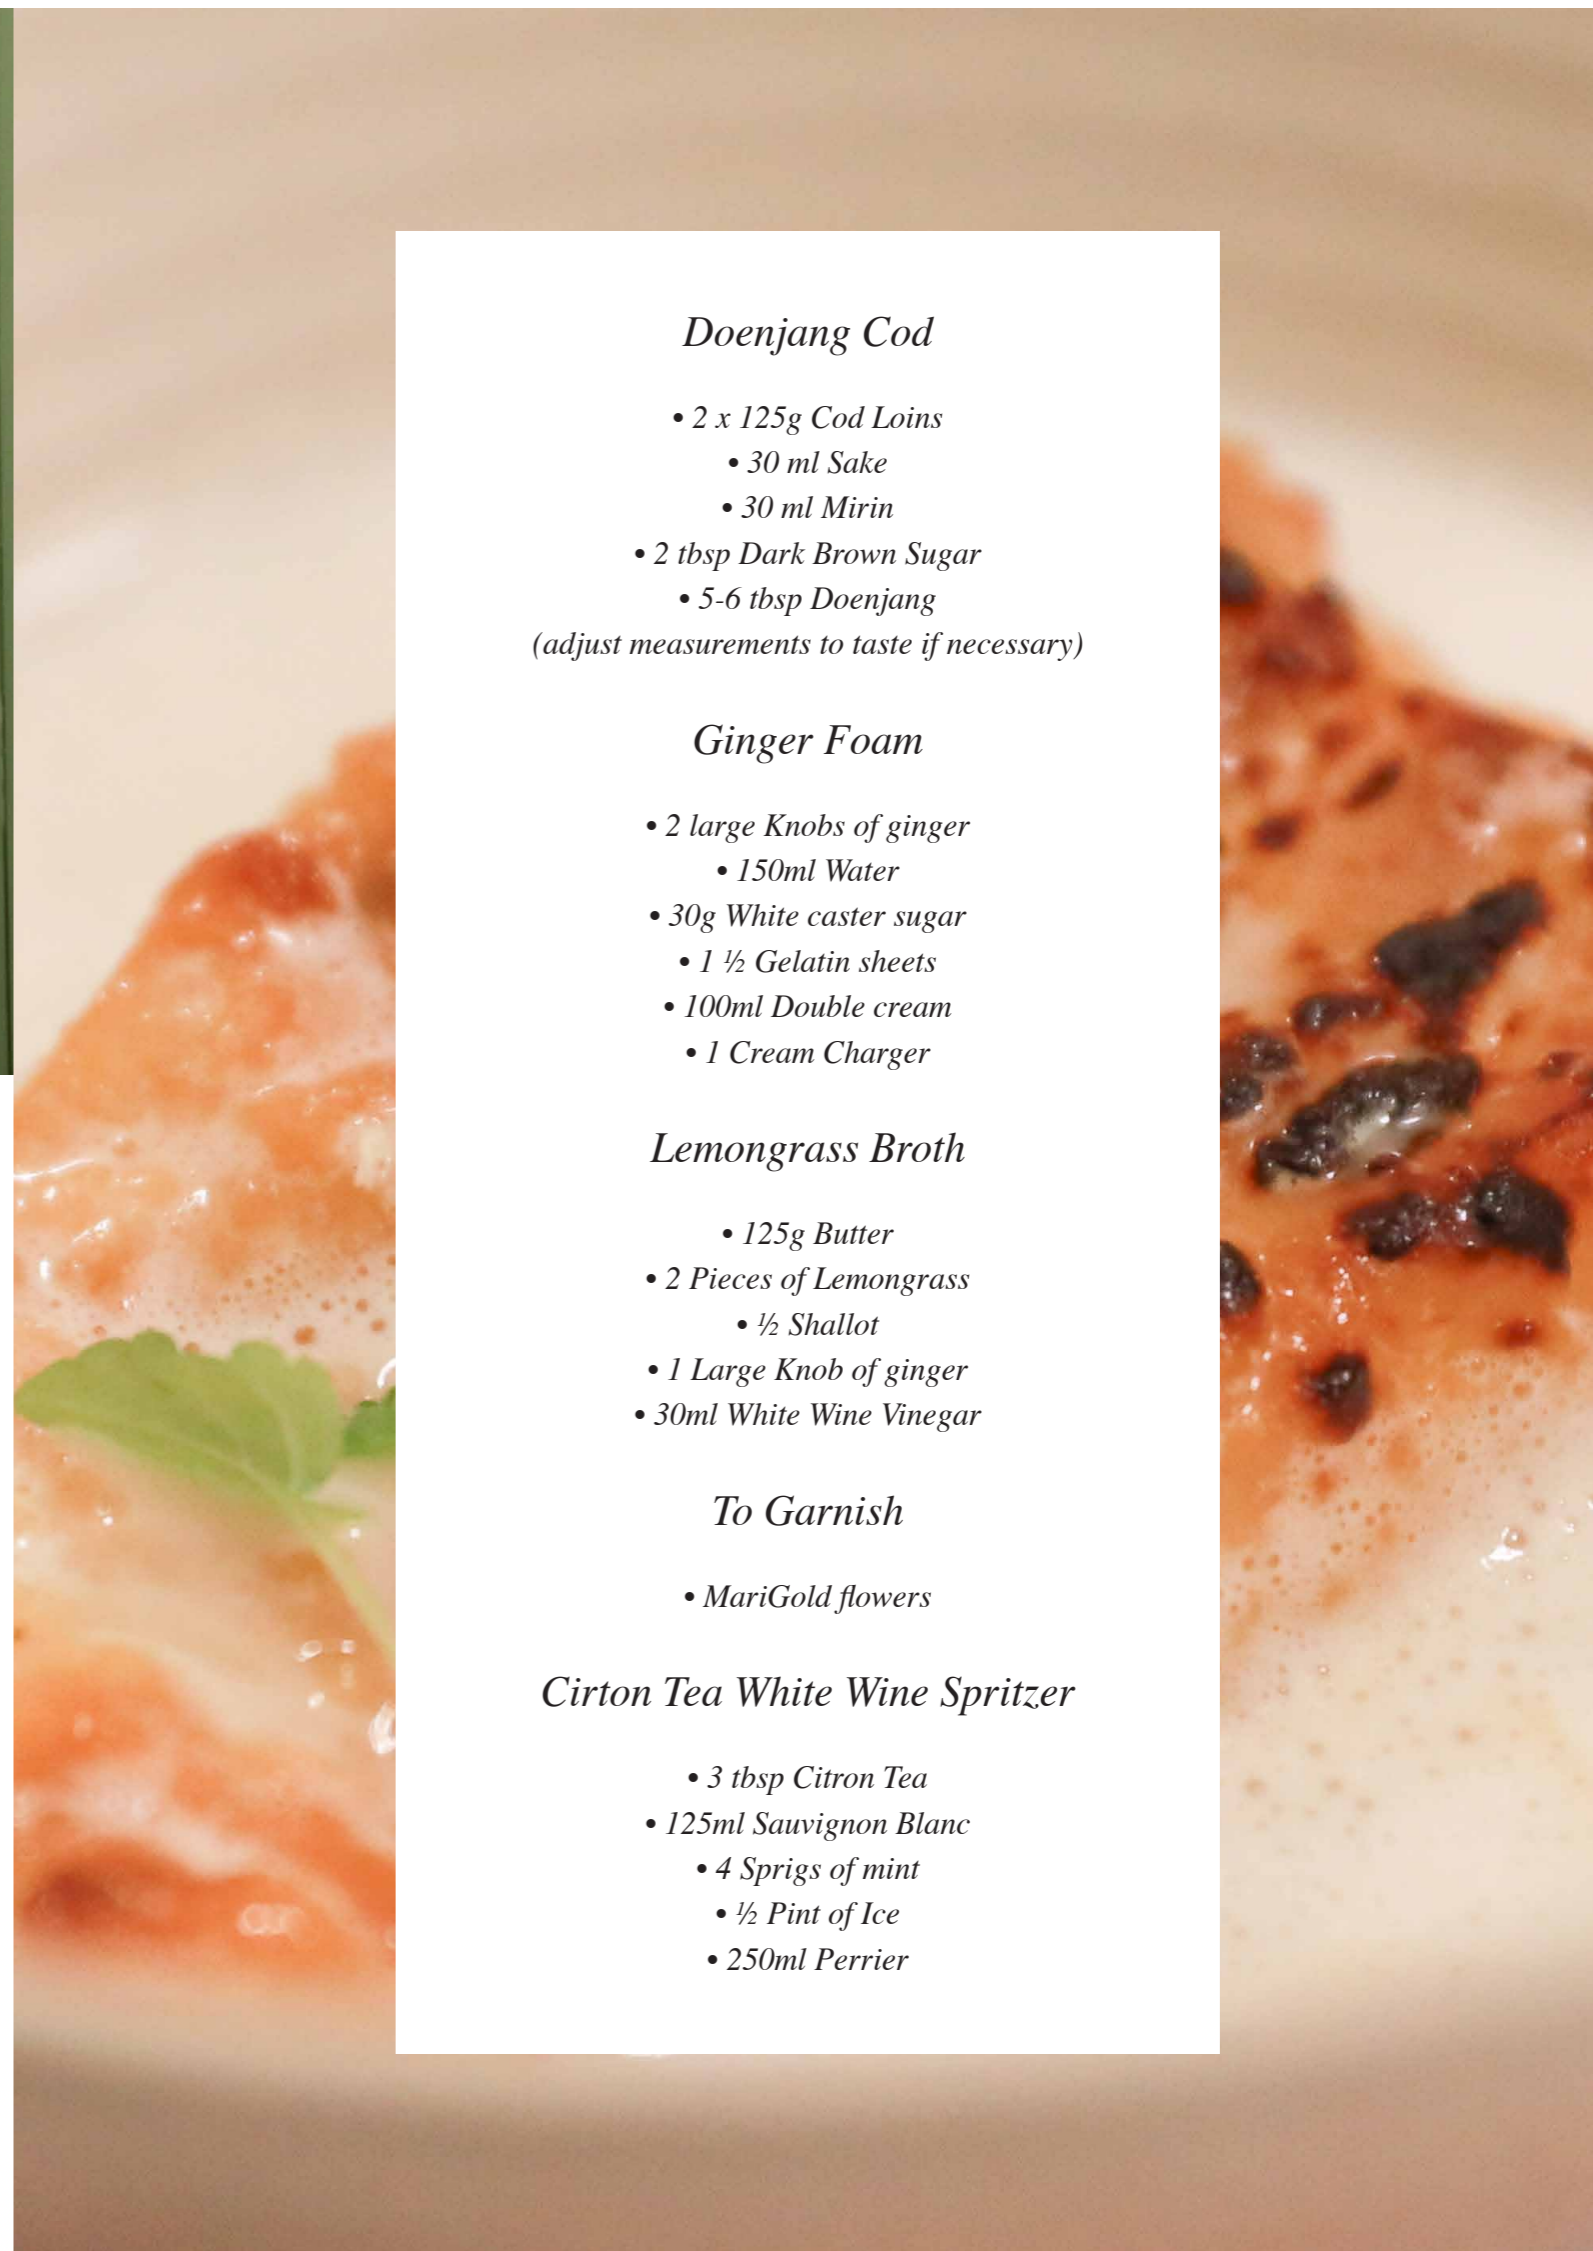 Doenjang Cod
• 2 x 125g Cod Loins
• 30 ml Sake
• 30 ml Mirin
• 2 tbsp Dark Brown Sugar
• 5-6 tbsp Doenjang
(adjust measurements to taste if necessary)
Ginger Foam
• 2 large Knobs of ginger
• 150ml Water
• 30g White caster sugar
• 1 ½ Gelatin sheets
• 100ml Double cream
• 1 Cream Charger
Lemongrass Broth
• 125g Butter
• 2 Pieces of Lemongrass
• ½ Shallot
• 1 Large Knob of ginger
• 30ml White Wine Vinegar
To Garnish
• MariGold flowers
Cirton Tea White Wine Spritzer
• 3 tbsp Citron Tea
• 125ml Sauvignon Blanc
• 4 Sprigs of mint
• ½ Pint of Ice
• 250ml Perrier